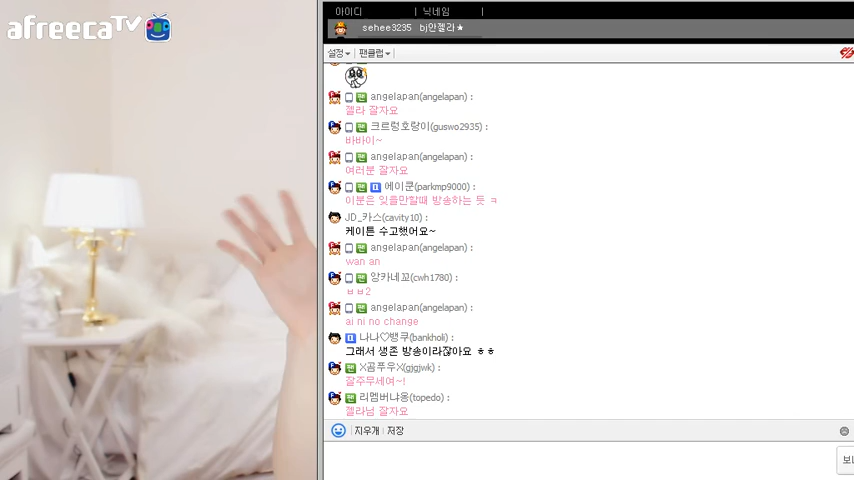 afreecaTV
아이디 | 닉네임 |
sehee3235 bj안젤라★
설정 | 팬클럽
angelapan(angelapan) :
젤라 잘자요
크르렁호랑이(guswo2935) :
바바이~
angelapan(angelapan) :
여러분 잘자요
에이쿤(parkmp9000) :
이분은 잊을만할때 방송하는 듯 ㅋ
JD_카스(cavity10) :
케이튼 수고했어요~
angelapan(angelapan) :
wan an
앙카네꼬(cwh1780) :
ㅂㅂ2
angelapan(angelapan) :
ai ni no change
나나♡뱅쿠(bankholi) :
그래서 생존 방송이라잖아요 ㅎㅎ
X곰푸우X(gjgjwk) :
잘주무세여~!
리멤버냐옹(topedo) :
젤라님 잘자요
지우개 | 저장
보